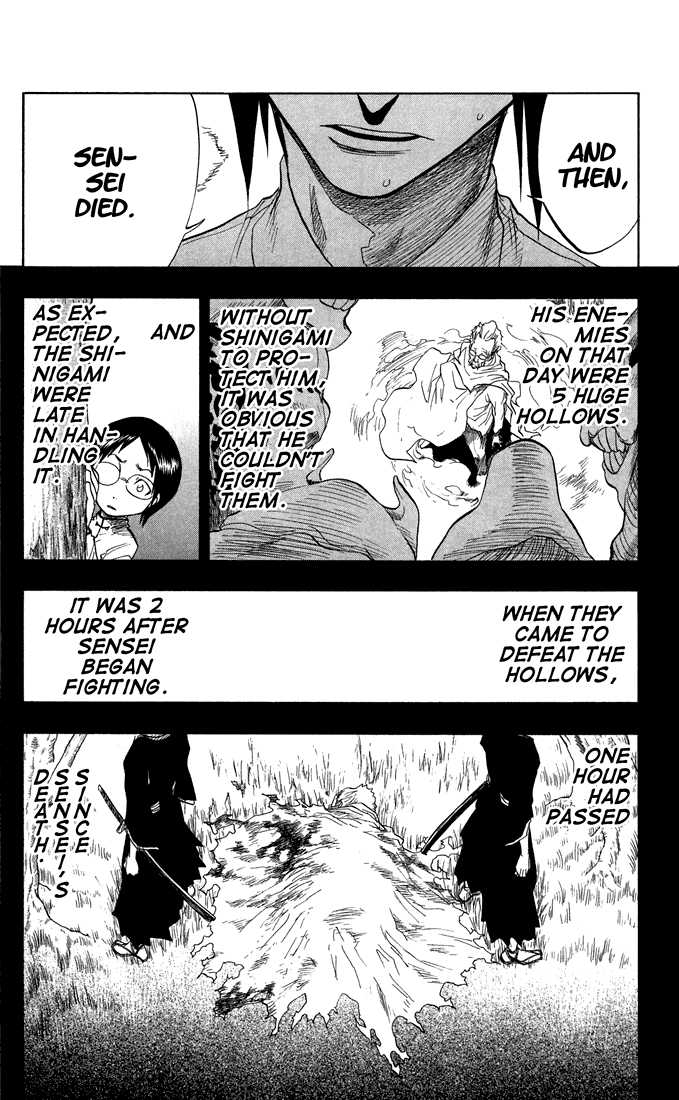 AND
THEN,
SEN-
SEI
DIED.
HIS ENE-
MIES
ON THAT
DAY WERE
5 HUGE
HOLLOWS.
WITHOUT
SHINIGAMI
TO PRO-
TECT HIM,
IT WAS
OBVIOUS
THAT HE
COULDN'T
FIGHT
THEM.
AND
AS EX-
PECTED,
THE SHI-
NIGAMI
WERE
LATE
IN HAN-
DLING
IT.
WHEN THEY
CAME TO
DEFEAT THE
HOLLOWS,
IT WAS 2
HOURS AFTER
SENSEI
BEGAN
FIGHTING.
ONE
HOUR
HAD
PASSED
SINCE
SENSEI'S
DEATH.